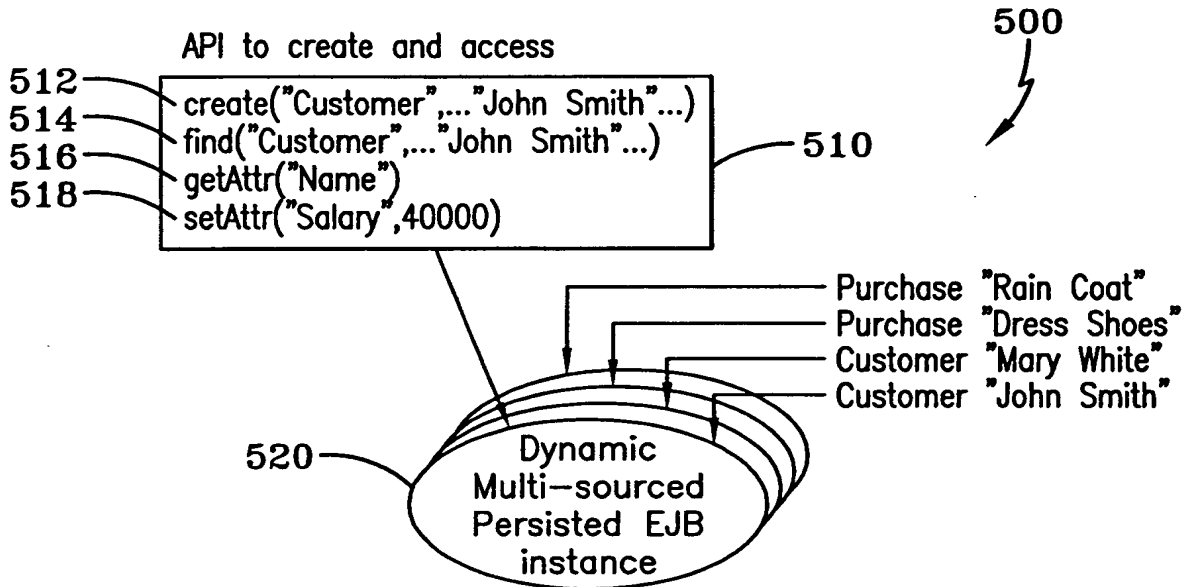 500
API to create and access
512
create("Customer",..."John Smith"...)
514
find("Customer",..."John Smith"...)
510
516
getAttr("Name")
518
setAttr("Salary",40000)
Purchase "Rain Coat"
Purchase "Dress Shoes"
Customer "Mary White"
Customer "John Smith"
520
Dynamic
Multi-sourced
Persisted EJB
instance